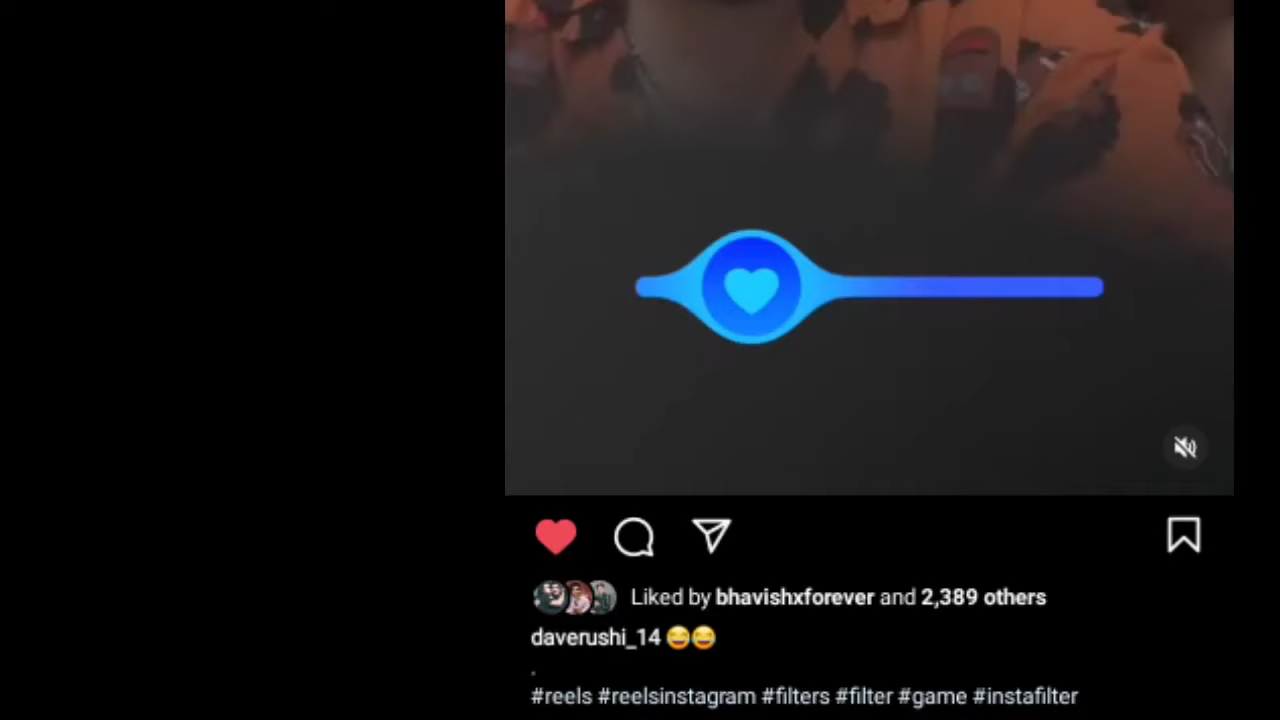 Liked by bhavishxforever and 2,389 others
daverushi_14 😂😂
.
#reels #reelsinstagram #filters #filter #game #instafilter